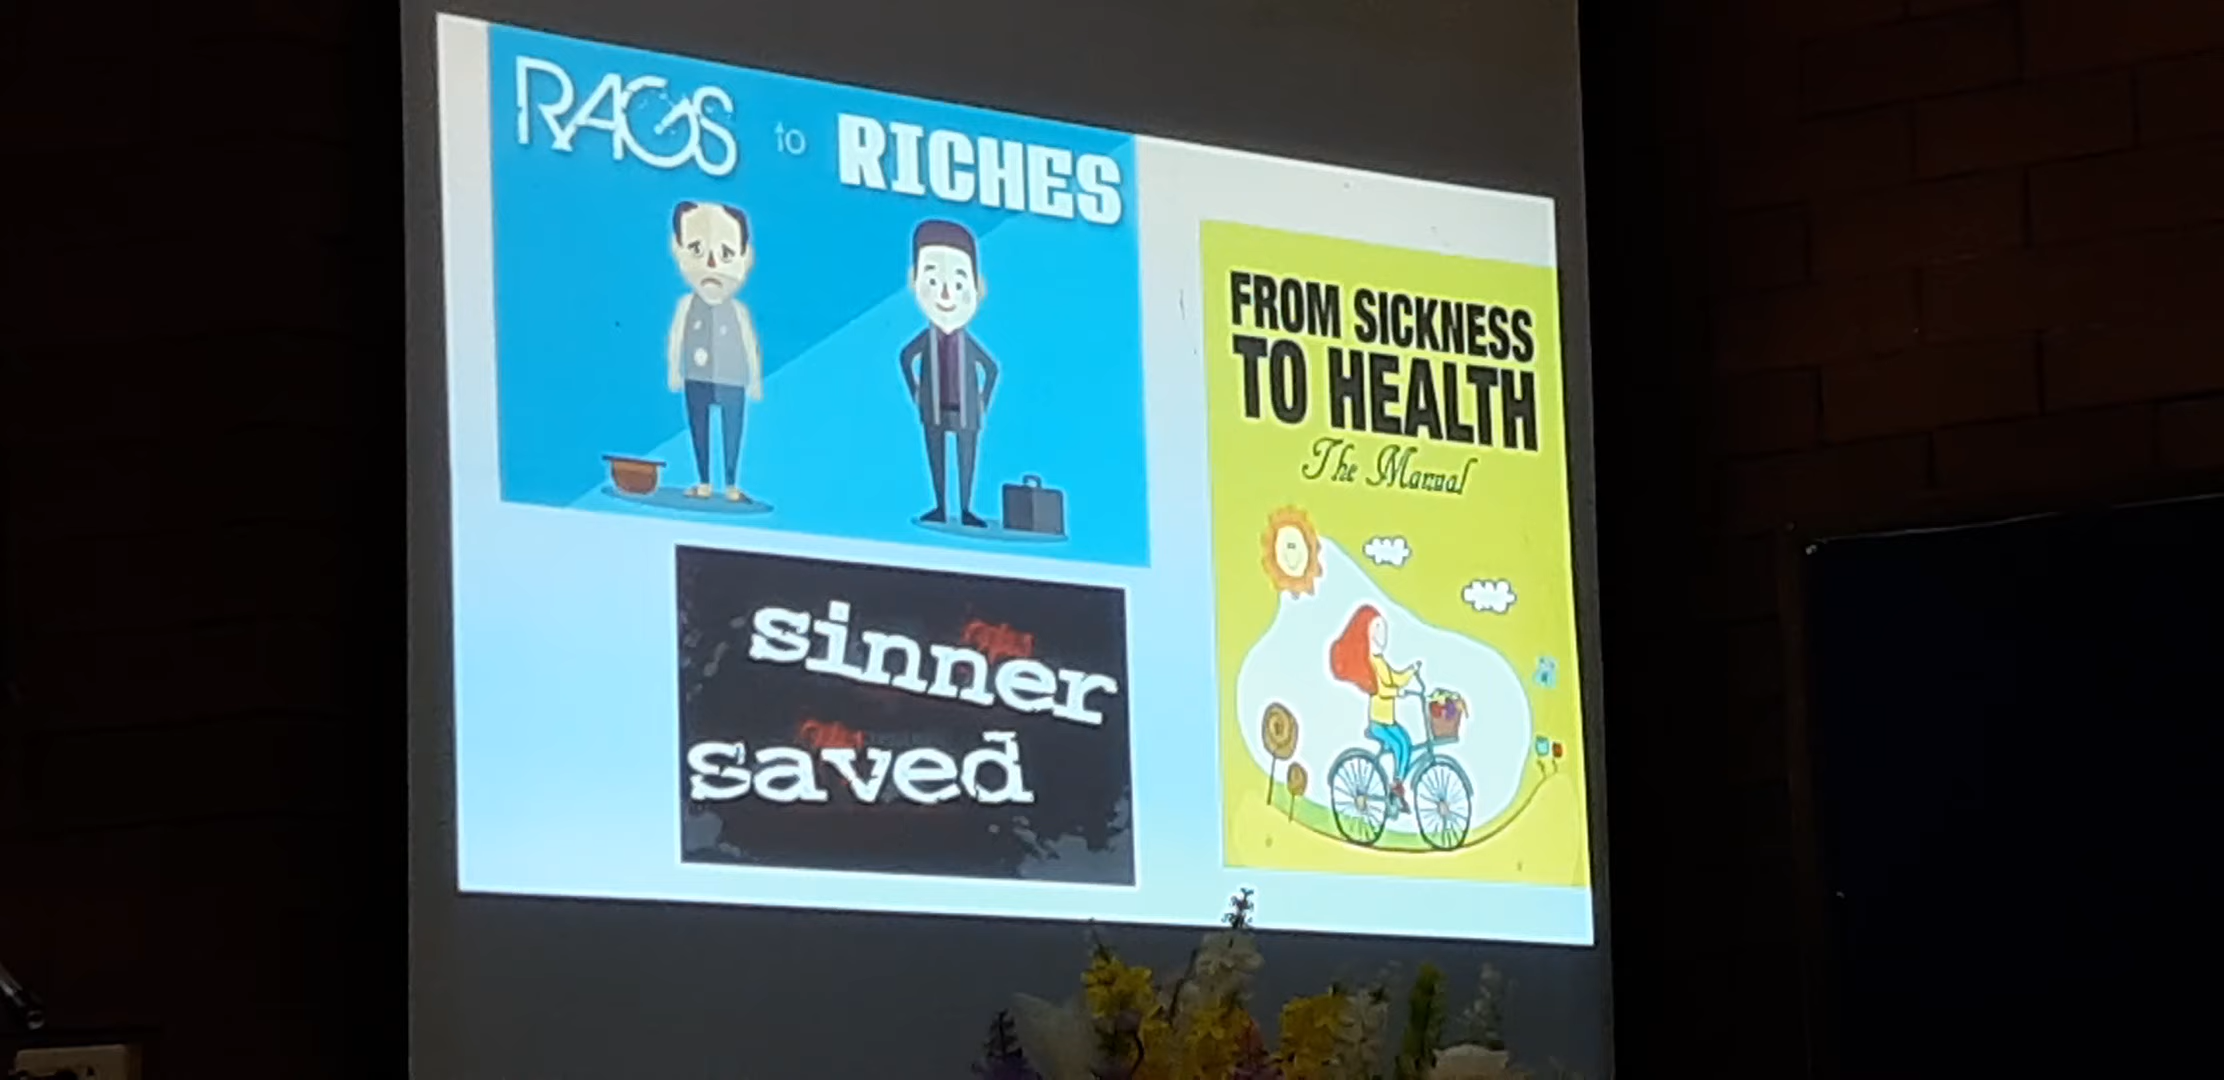 RAGS to RICHES
FROM SICKNESS
TO HEALTH
The Manual
sinner
saved